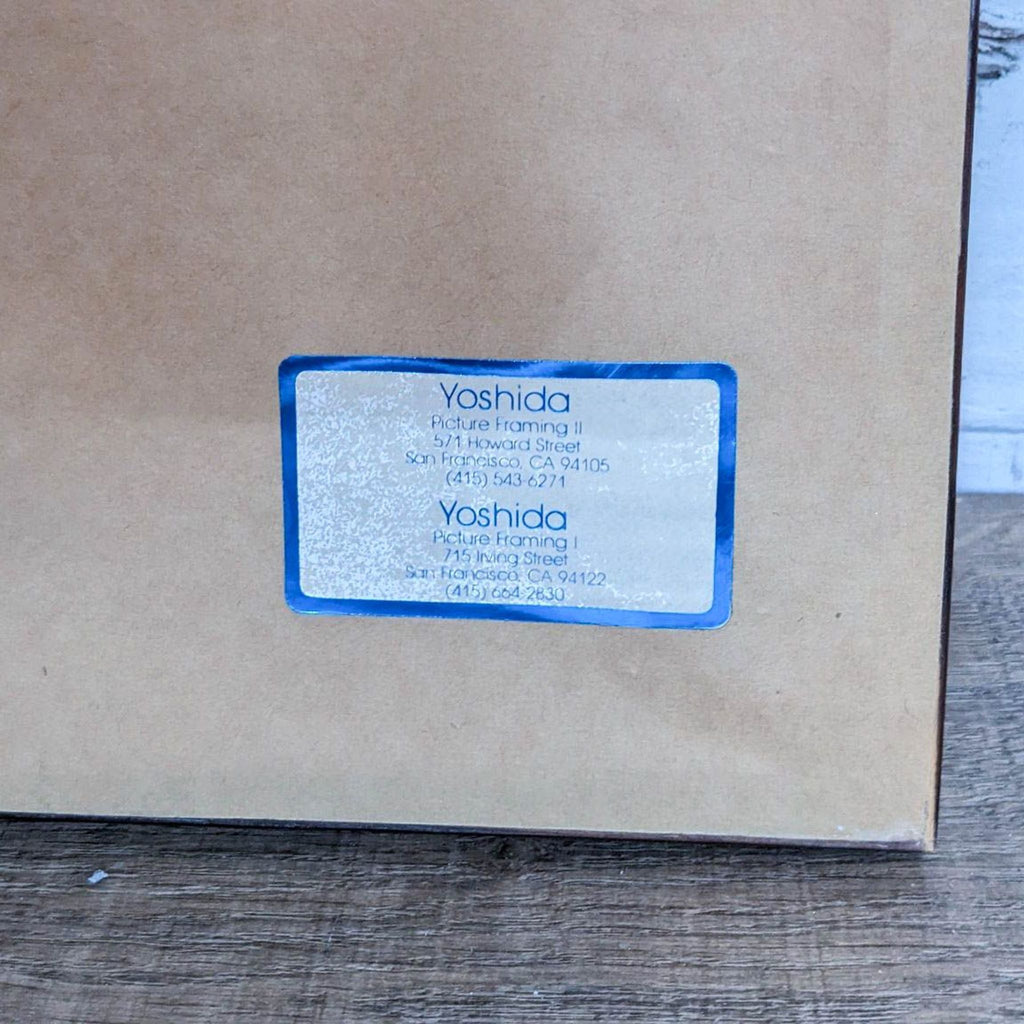 Yoshida
Picture Framing II
571 Howard Street
San Francisco, CA 94105
(415) 543-6271
Yoshida
Picture Framing I
715 Irving Street
San Francisco, CA 94122
(415) 664-2830